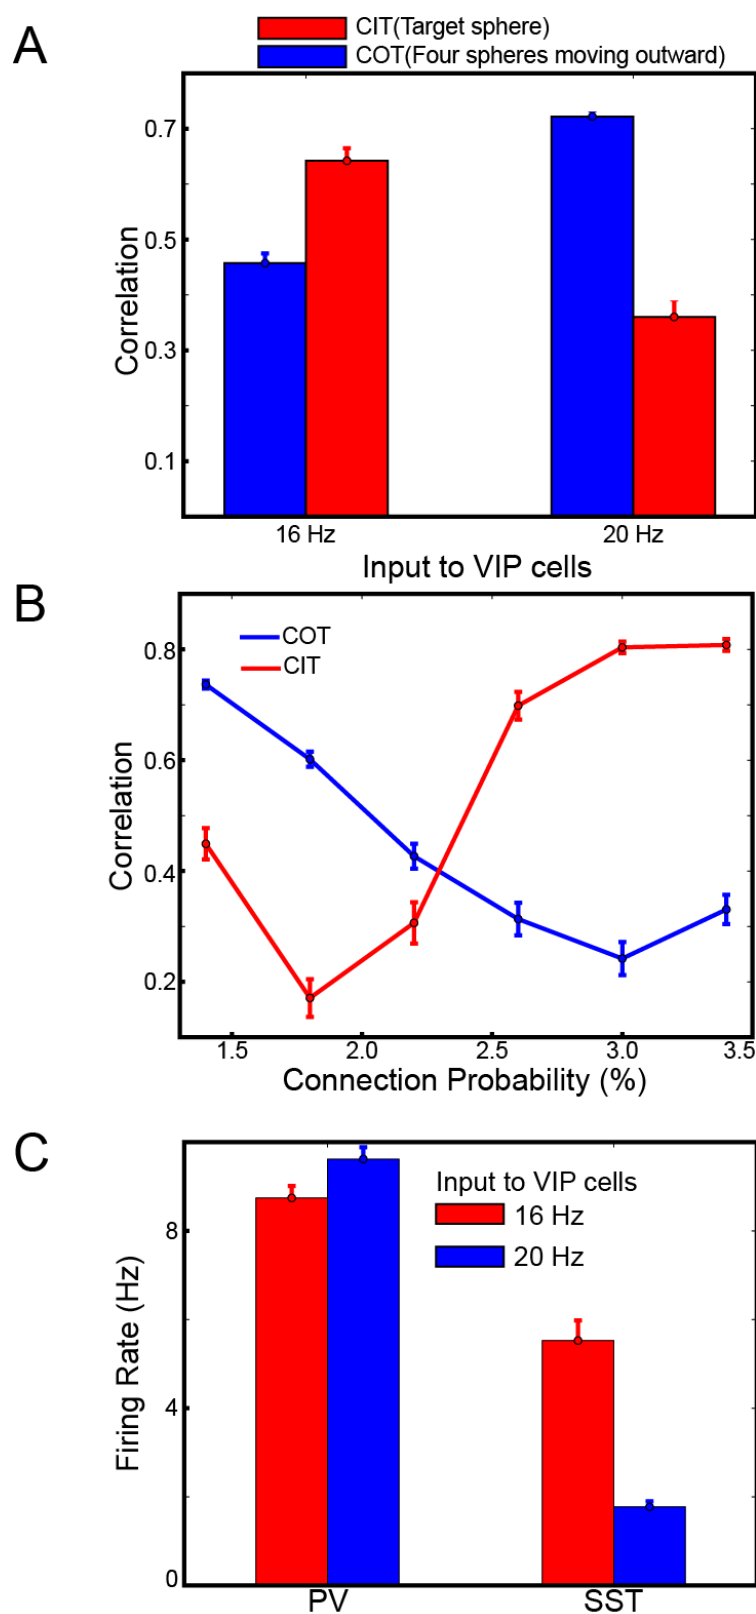 A
CIT(Target sphere)
COT(Four spheres moving outward)
0.7
0.5
0.3
0.1
Correlation
16 Hz
20 Hz
Input to VIP cells
B
COT
CIT
0.8
0.6
0.4
0.2
Correlation
1.5
2.0
2.5
3.0
3.5
Connection Probability (%)
C
Input to VIP cells
16 Hz
20 Hz
8
4
0
Firing Rate (Hz)
PV
SST